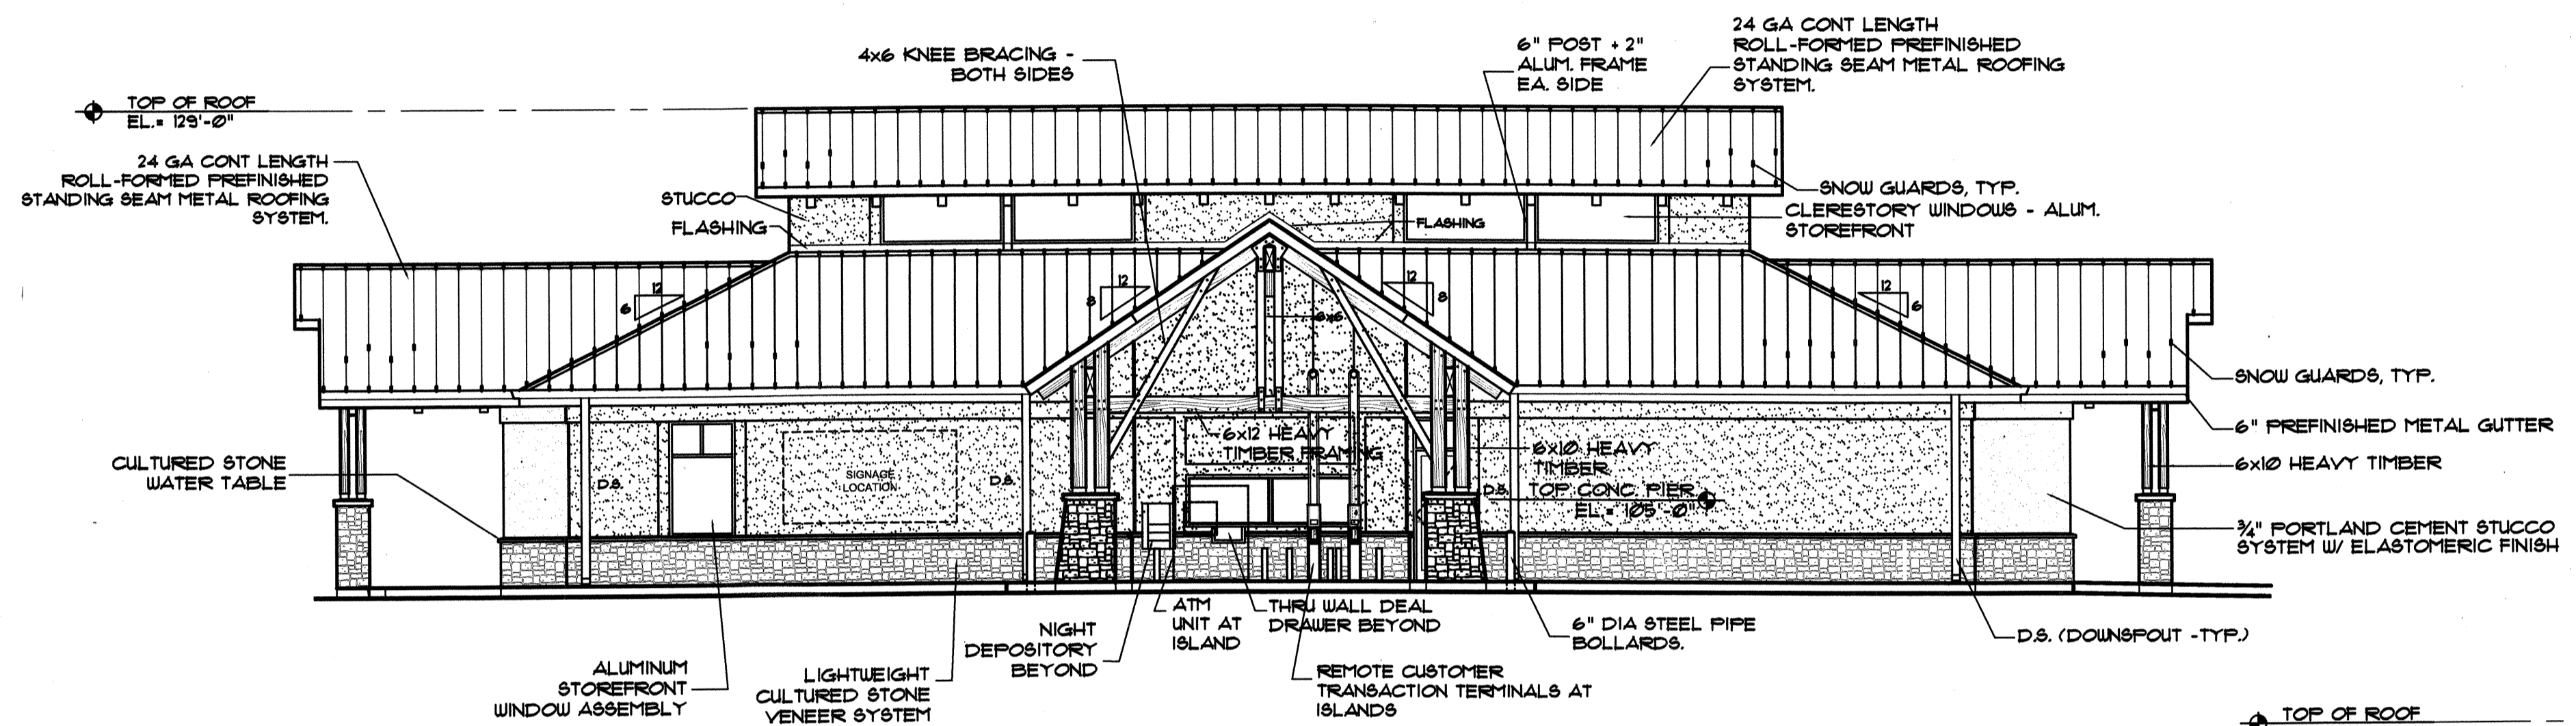 24 GA CONT LENGTH
ROLL-FORMED PREFINISHED
STANDING SEAM METAL ROOFING
SYSTEM.
6" POST + 2"
ALUM. FRAME
EA. SIDE
4x6 KNEE BRACING -
BOTH SIDES
TOP OF ROOF
EL.= 129'-0"
24 GA CONT LENGTH
ROLL-FORMED PREFINISHED
STANDING SEAM METAL ROOFING
SYSTEM.
STUCCO
FLASHING
FLASHING
SNOW GUARDS, TYP.
CLERESTORY WINDOWS - ALUM.
STOREFRONT
12
6
12
8
12
8
12
6
6x6
SNOW GUARDS, TYP.
6" PREFINISHED METAL GUTTER
6x10 HEAVY TIMBER
3/4" PORTLAND CEMENT STUCCO
SYSTEM W/ ELASTOMERIC FINISH
CULTURED STONE
WATER TABLE
D.S.
SIGNAGE
LOCATION
D.S.
6x12 HEAVY
TIMBER FRAMING
6x10 HEAVY
TIMBER
D.S.
TOP CONC. PIER
EL.= 105'-0"
ALUMINUM
STOREFRONT
WINDOW ASSEMBLY
LIGHTWEIGHT
CULTURED STONE
VENEER SYSTEM
NIGHT
DEPOSITORY
BEYOND
ATM
UNIT AT
ISLAND
THRU WALL DEAL
DRAWER BEYOND
REMOTE CUSTOMER
TRANSACTION TERMINALS AT
ISLANDS
6" DIA STEEL PIPE
BOLLARDS.
D.S. (DOWNSPOUT -TYP.)
TOP OF ROOF